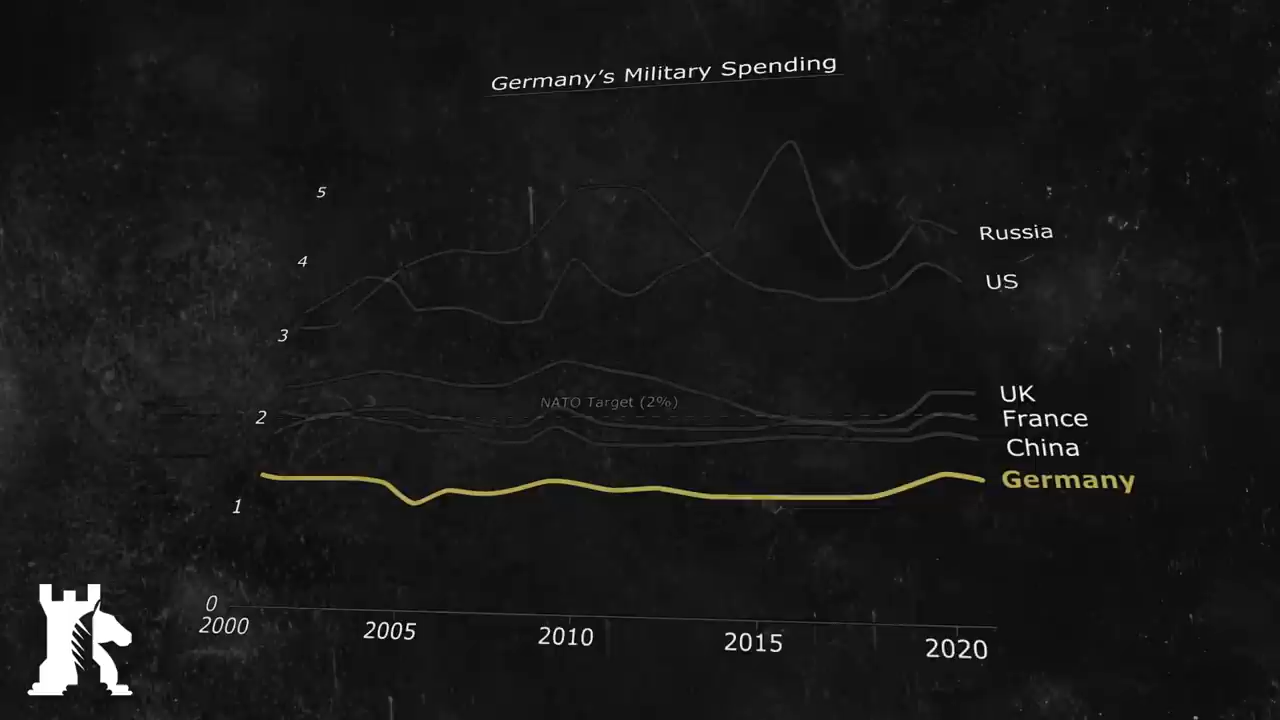 Germany's Military Spending
5
4
3
2
1
0
NATO Target (2%)
Russia
US
UK
France
China
Germany
2000
2005
2010
2015
2020